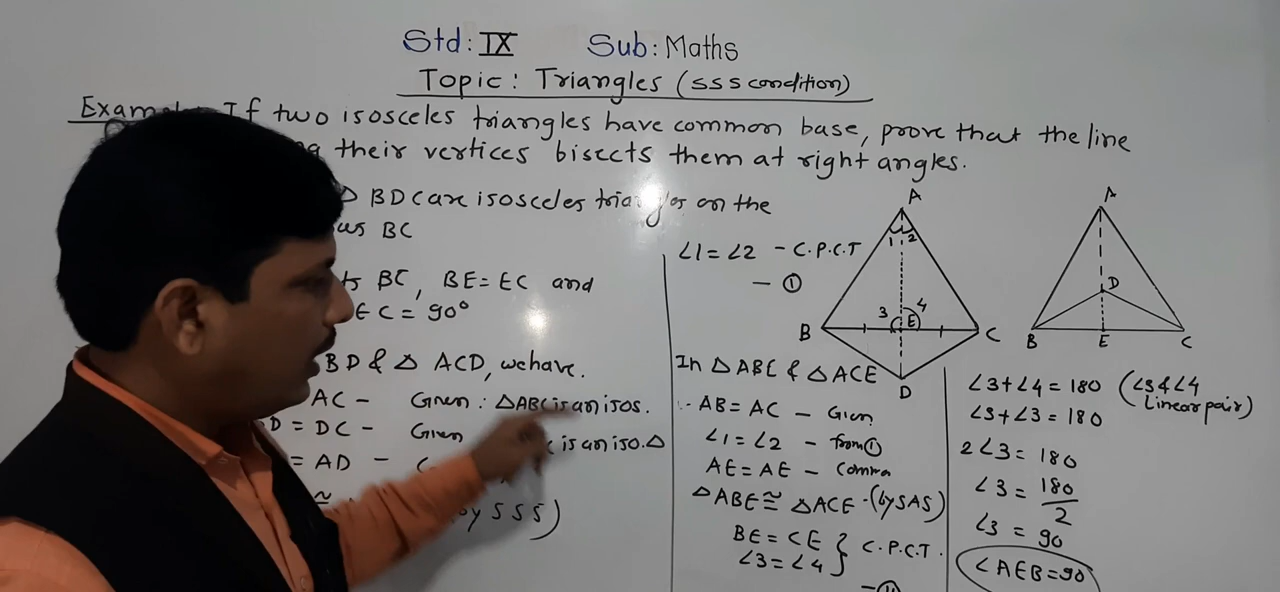 Std: IX Sub: Maths
Topic: Triangles (SSS condition)
If two isosceles triangles have common base, prove that the line
their vertices bisects them at right angles.
BDC are isosceles triangles on the
BC
BC, BE = EC and
EC = 90°
BD & △ ACD, we have.
AC - Given : △ABC is an isos.
D = DC - Given is an iso. △
= AD -
≅
by SSS)
∠1 = ∠2 - C.P.C.T
- ①
In △ ABE & △ ACE
AB = AC - Given
∠1 = ∠2 - from ①
AE = AE - Comm
△ABE ≅ △ACE - (by SAS)
BE = CE } C.P.C.T.
∠3 = ∠4
- ⑪
A
1 2
3 4
B E C
D
A
D
B E C
∠3 + ∠4 = 180 (∠3 & ∠4
Linear pair)
∠3 + ∠3 = 180
2∠3 = 180
∠3 = 180/2
∠3 = 90
∠AEB = 90